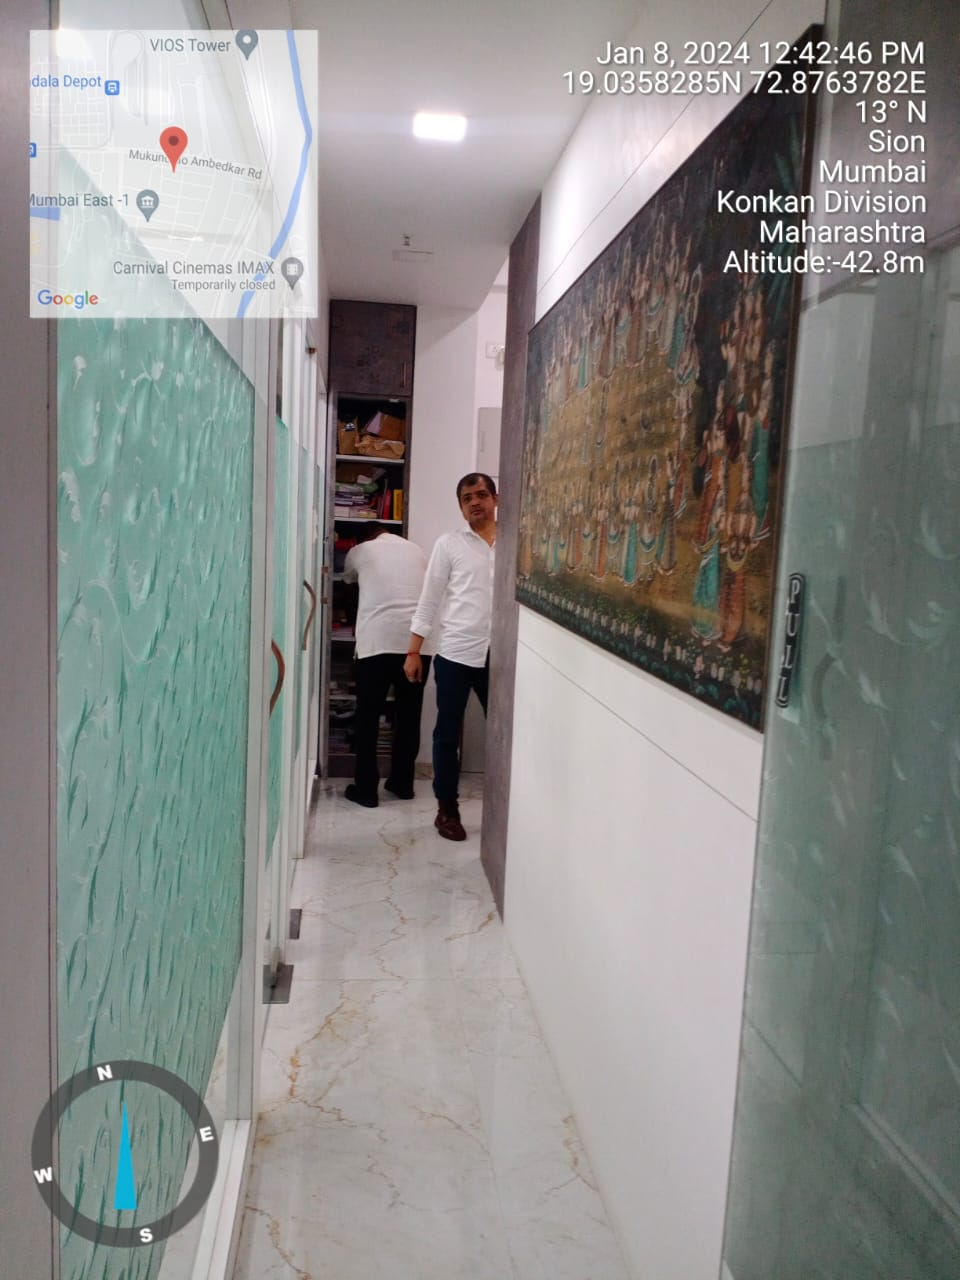 VIOS Tower
dala Depot
Mukun
o Ambedkar Rd
Mumbai East -1
Carnival Cinemas IMAX
Temporarily closed
Google
Jan 8, 2024 12:42:46 PM
19.0358285N 72.8763782E
13° N
Sion
Mumbai
Konkan Division
Maharashtra
Altitude:-42.8m
PULL
N
E
W
S